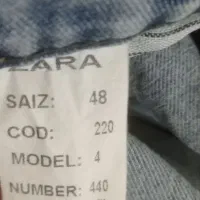 ZARA
SAIZ: 48
COD: 220
MODEL: 4
NUMBER: 440